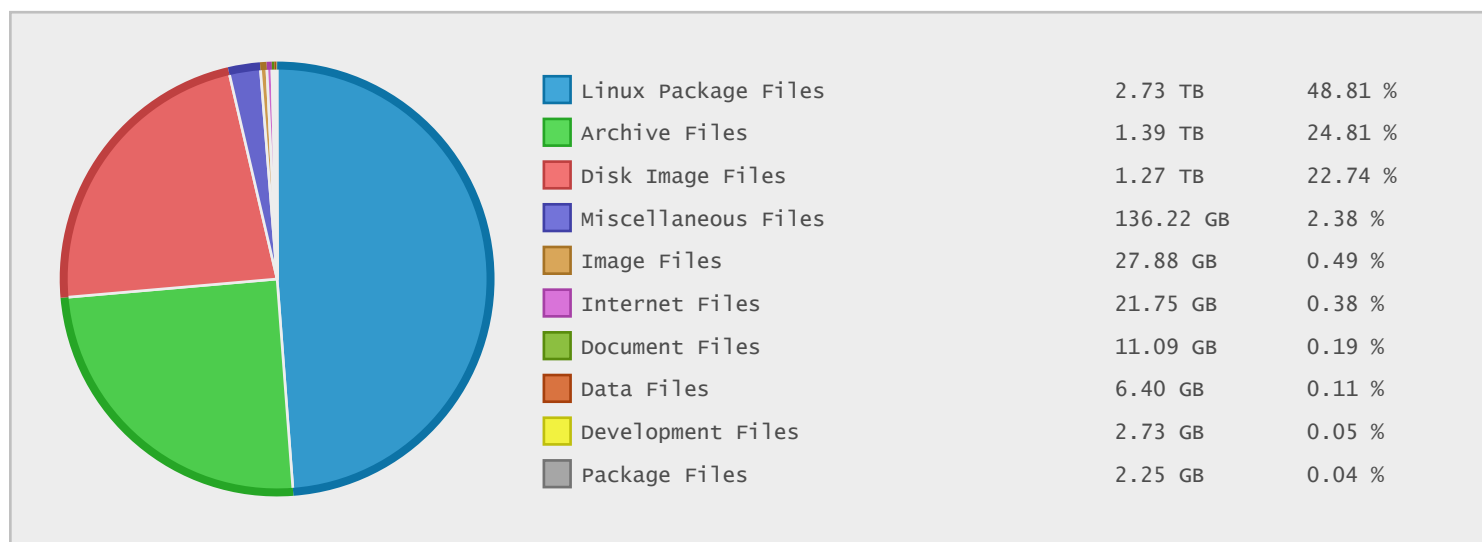 Linux Package Files 2.73 TB 48.81 %
Archive Files 1.39 TB 24.81 %
Disk Image Files 1.27 TB 22.74 %
Miscellaneous Files 136.22 GB 2.38 %
Image Files 27.88 GB 0.49 %
Internet Files 21.75 GB 0.38 %
Document Files 11.09 GB 0.19 %
Data Files 6.40 GB 0.11 %
Development Files 2.73 GB 0.05 %
Package Files 2.25 GB 0.04 %